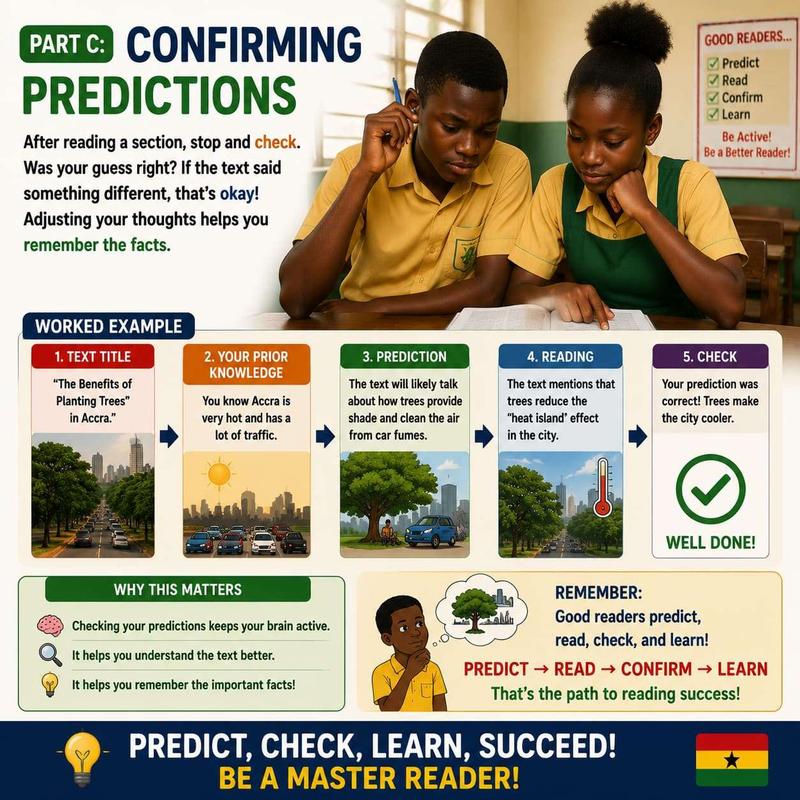 PART C: CONFIRMING
PREDICTIONS
After reading a section, stop and check.
Was your guess right? If the text said
something different, that's okay!
Adjusting your thoughts helps you
remember the facts.
GOOD READERS...
Predict
Read
Confirm
Learn
Be Active!
Be a Better Reader!
WORKED EXAMPLE
1. TEXT TITLE
"The Benefits of
Planting Trees"
in Accra."
2. YOUR PRIOR
KNOWLEDGE
You know Accra is
very hot and has a
lot of traffic.
3. PREDICTION
The text will likely talk
about how trees provide
shade and clean the air
from car fumes.
4. READING
The text mentions that
trees reduce the
"heat island' effect
in the city.
5. CHECK
Your prediction was
correct! Trees make
the city cooler.
WELL DONE!
WHY THIS MATTERS
Checking your predictions keeps your brain active.
It helps you understand the text better.
It helps you remember the important facts!
REMEMBER:
Good readers predict,
read, check, and learn!
PREDICT → READ → CONFIRM → LEARN
That's the path to reading success!
PREDICT, CHECK, LEARN, SUCCEED!
BE A MASTER READER!